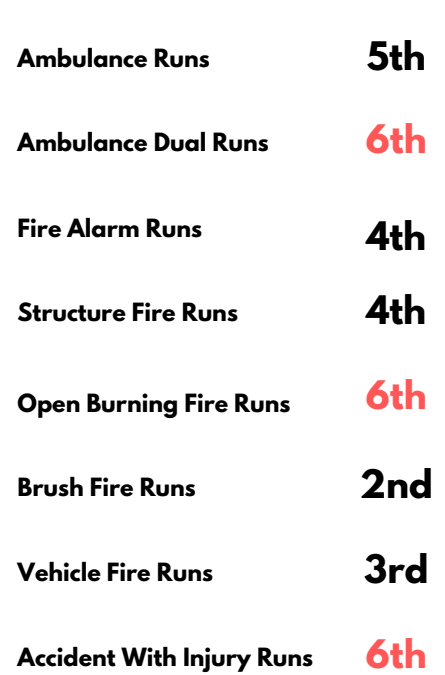 Ambulance Runs 5th
Ambulance Dual Runs 6th
Fire Alarm Runs 4th
Structure Fire Runs 4th
Open Burning Fire Runs 6th
Brush Fire Runs 2nd
Vehicle Fire Runs 3rd
Accident With Injury Runs 6th